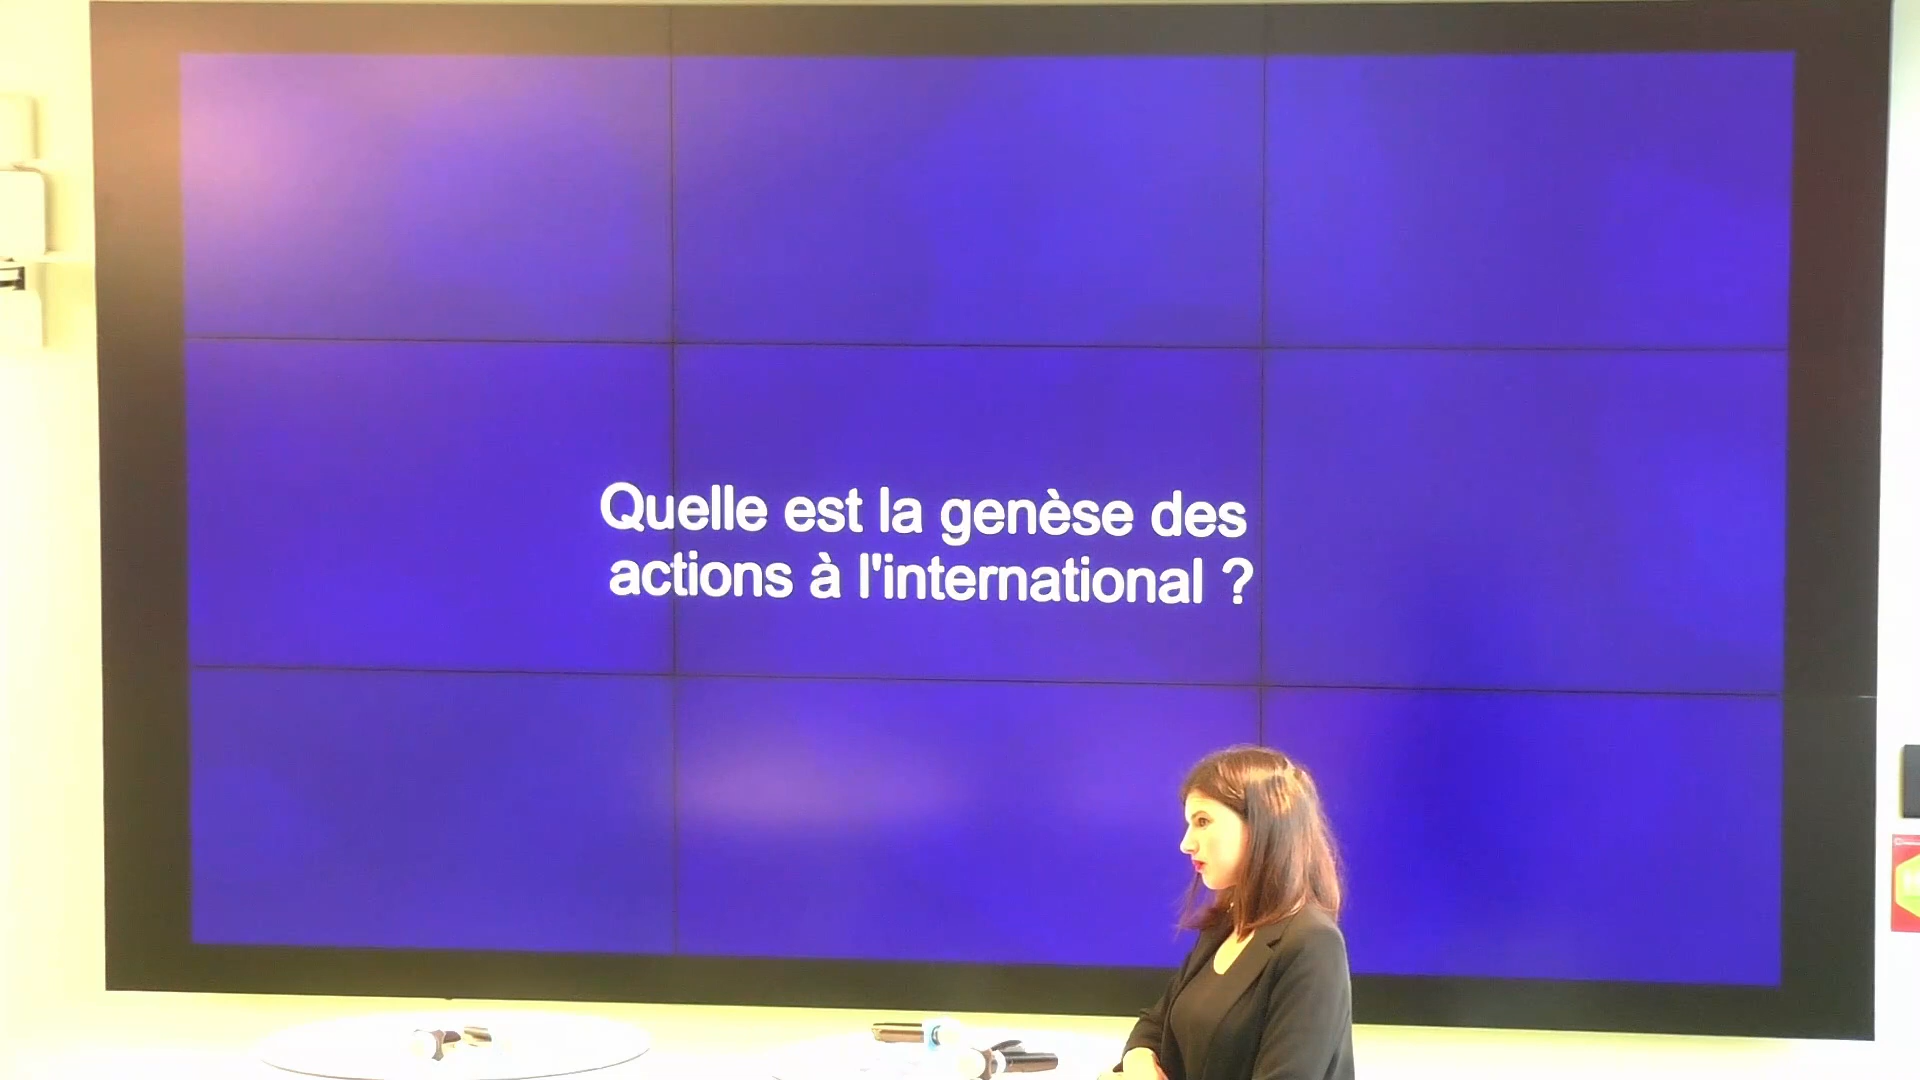 Quelle est la genèse des
actions à l'international ?